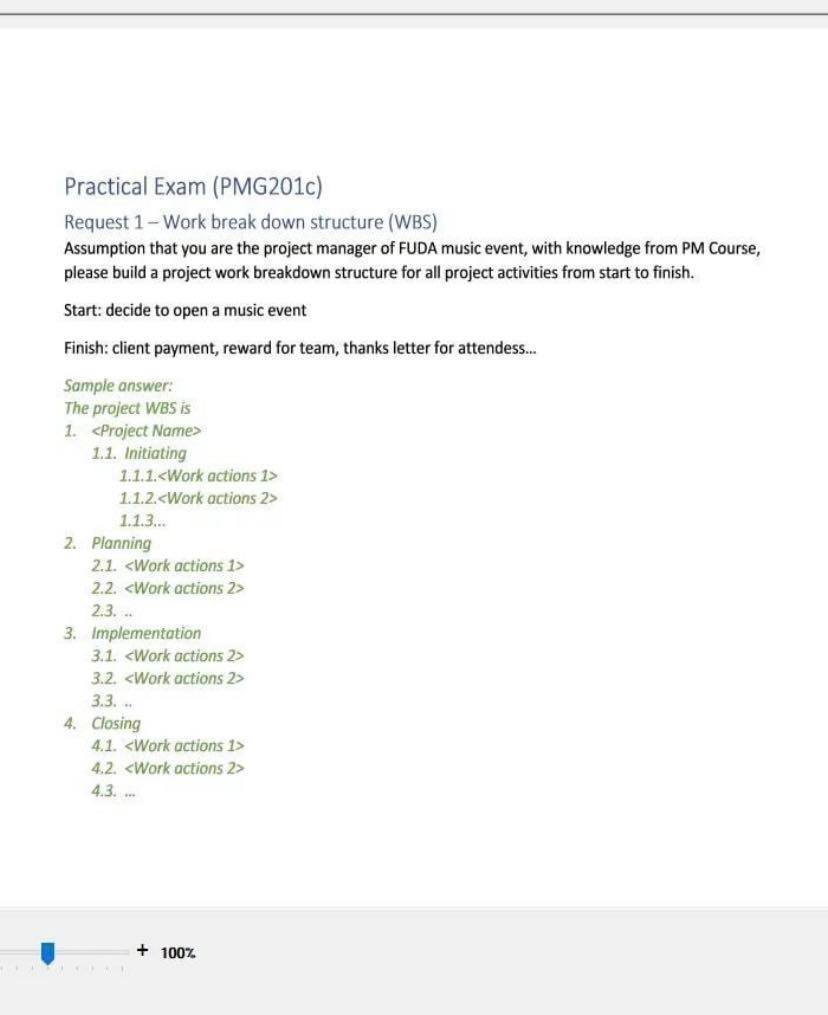 Practical Exam (PMG201c)
Request 1 – Work break down structure (WBS)
Assumption that you are the project manager of FUDA music event, with knowledge from PM Course,
please build a project work breakdown structure for all project activities from start to finish.
Start: decide to open a music event
Finish: client payment, reward for team, thanks letter for attendess...
Sample answer:
The project WBS is
1. <Project Name>
1.1. Initiating
1.1.1.<Work actions 1>
1.1.2.<Work actions 2>
1.1.3...
2. Planning
2.1. <Work actions 1>
2.2. <Work actions 2>
2.3. ..
3. Implementation
3.1. <Work actions 2>
3.2. <Work actions 2>
3.3. ..
4. Closing
4.1. <Work actions 1>
4.2. <Work actions 2>
4.3. ...
+ 100%